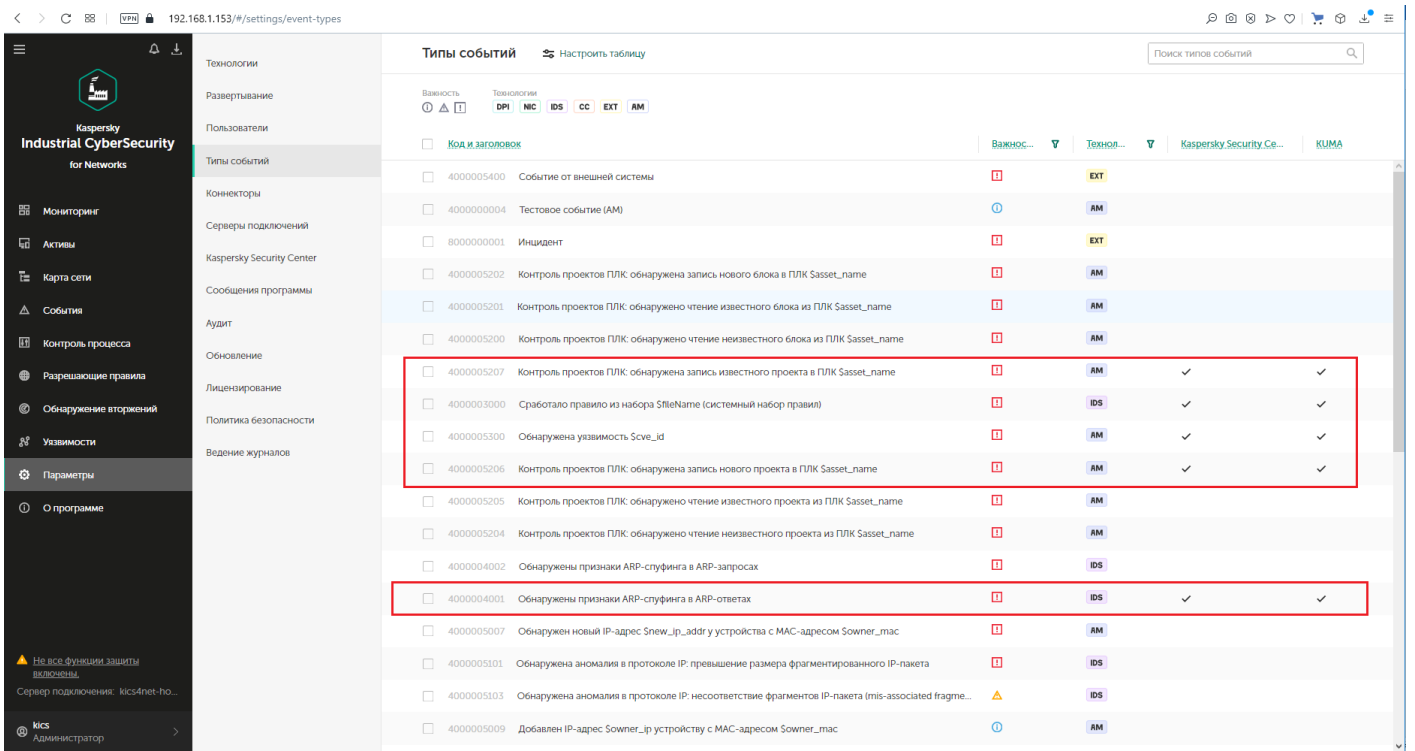 VPN 192.168.1.153/#/settings/event-types
Kaspersky
Industrial CyberSecurity
for Networks
Мониторинг
Активы
Карта сети
События
Контроль процесса
Разрешающие правила
Обнаружение вторжений
Уязвимости
Параметры
О программе
Не все функции защиты
включены.
Сервер подключения: kics4net-ho...
kics
Администратор
Технологии
Развертывание
Пользователи
Типы событий
Коннекторы
Серверы подключений
Kaspersky Security Center
Сообщения программы
Аудит
Обновление
Лицензирование
Политика безопасности
Ведение журналов
Типы событий Настроить таблицу Поиск типов событий
Важность Технологии
DPI NIC IDS CC EXT AM
Код и заголовок Важнос... Технол... Kaspersky Security Ce... KUMA
4000005400 Событие от внешней системы EXT
4000000004 Тестовое событие (AM) AM
8000000001 Инцидент EXT
4000005202 Контроль проектов ПЛК: обнаружена запись нового блока в ПЛК $asset_name AM
4000005201 Контроль проектов ПЛК: обнаружено чтение известного блока из ПЛК $asset_name AM
4000005200 Контроль проектов ПЛК: обнаружено чтение неизвестного блока из ПЛК $asset_name AM
4000005207 Контроль проектов ПЛК: обнаружена запись известного проекта в ПЛК $asset_name AM
4000003000 Сработало правило из набора $fileName (системный набор правил) IDS
4000005300 Обнаружена уязвимость $cve_id AM
4000005206 Контроль проектов ПЛК: обнаружена запись нового проекта в ПЛК $asset_name AM
4000005205 Контроль проектов ПЛК: обнаружено чтение известного проекта из ПЛК $asset_name AM
4000005204 Контроль проектов ПЛК: обнаружено чтение неизвестного проекта из ПЛК $asset_name AM
4000004002 Обнаружены признаки ARP-спуфинга в ARP-запросах IDS
4000004001 Обнаружены признаки ARP-спуфинга в ARP-ответах IDS
4000005007 Обнаружен новый IP-адрес $new_ip_addr у устройства с MAC-адресом $owner_mac AM
4000005101 Обнаружена аномалия в протоколе IP: превышение размера фрагментированного IP-пакета IDS
4000005103 Обнаружена аномалия в протоколе IP: несоответствие фрагментов IP-пакета (mis-associated fragme... IDS
4000005009 Добавлен IP-адрес $owner_ip устройству с MAC-адресом $owner_mac AM